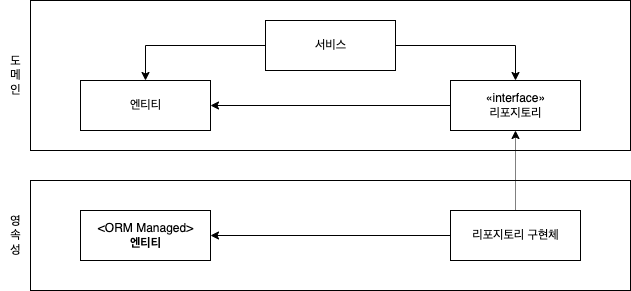 도메인
서비스
엔티티
«interface»
리포지토리
영속성
<ORM Managed>
엔티티
리포지토리 구현체